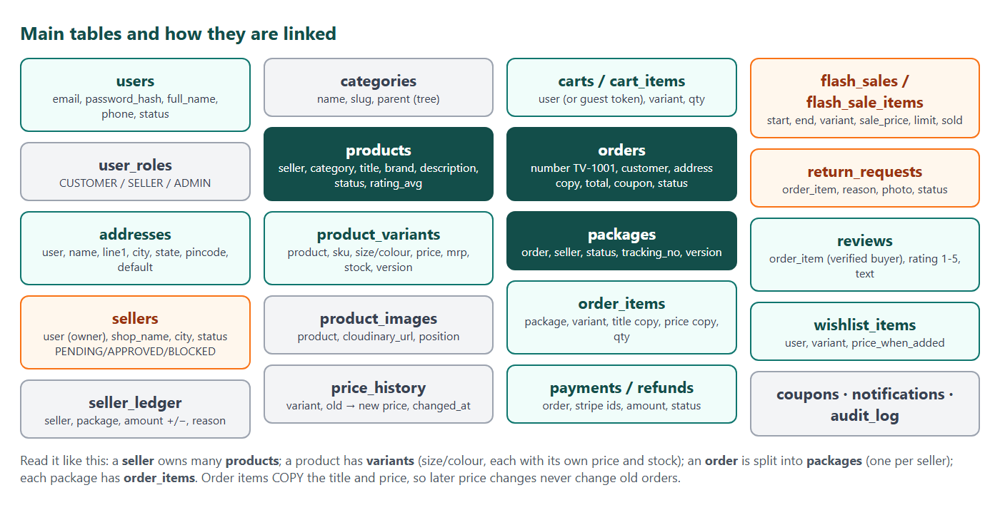 Main tables and how they are linked
users
email, password_hash, full_name,
phone, status
user_roles
CUSTOMER / SELLER / ADMIN
addresses
user, name, line1, city, state, pincode,
default
sellers
user (owner), shop_name, city, status
PENDING/APPROVED/BLOCKED
seller_ledger
seller, package, amount +/−, reason
categories
name, slug, parent (tree)
products
seller, category, title, brand, description,
status, rating_avg
product_variants
product, sku, size/colour, price, mrp,
stock, version
product_images
product, cloudinary_url, position
price_history
variant, old → new price, changed_at
carts / cart_items
user (or guest token), variant, qty
orders
number TV-1001, customer, address
copy, total, coupon, status
packages
order, seller, status, tracking_no, version
order_items
package, variant, title copy, price copy,
qty
payments / refunds
order, stripe ids, amount, status
flash_sales /
flash_sale_items
start, end, variant, sale_price, limit, sold
return_requests
order_item, reason, photo, status
reviews
order_item (verified buyer), rating 1-5,
text
wishlist_items
user, variant, price_when_added
coupons · notifications ·
audit_log
Read it like this: a seller owns many products; a product has variants (size/colour, each with its own price and stock); an order is split into packages (one per seller);
each package has order_items. Order items COPY the title and price, so later price changes never change old orders.